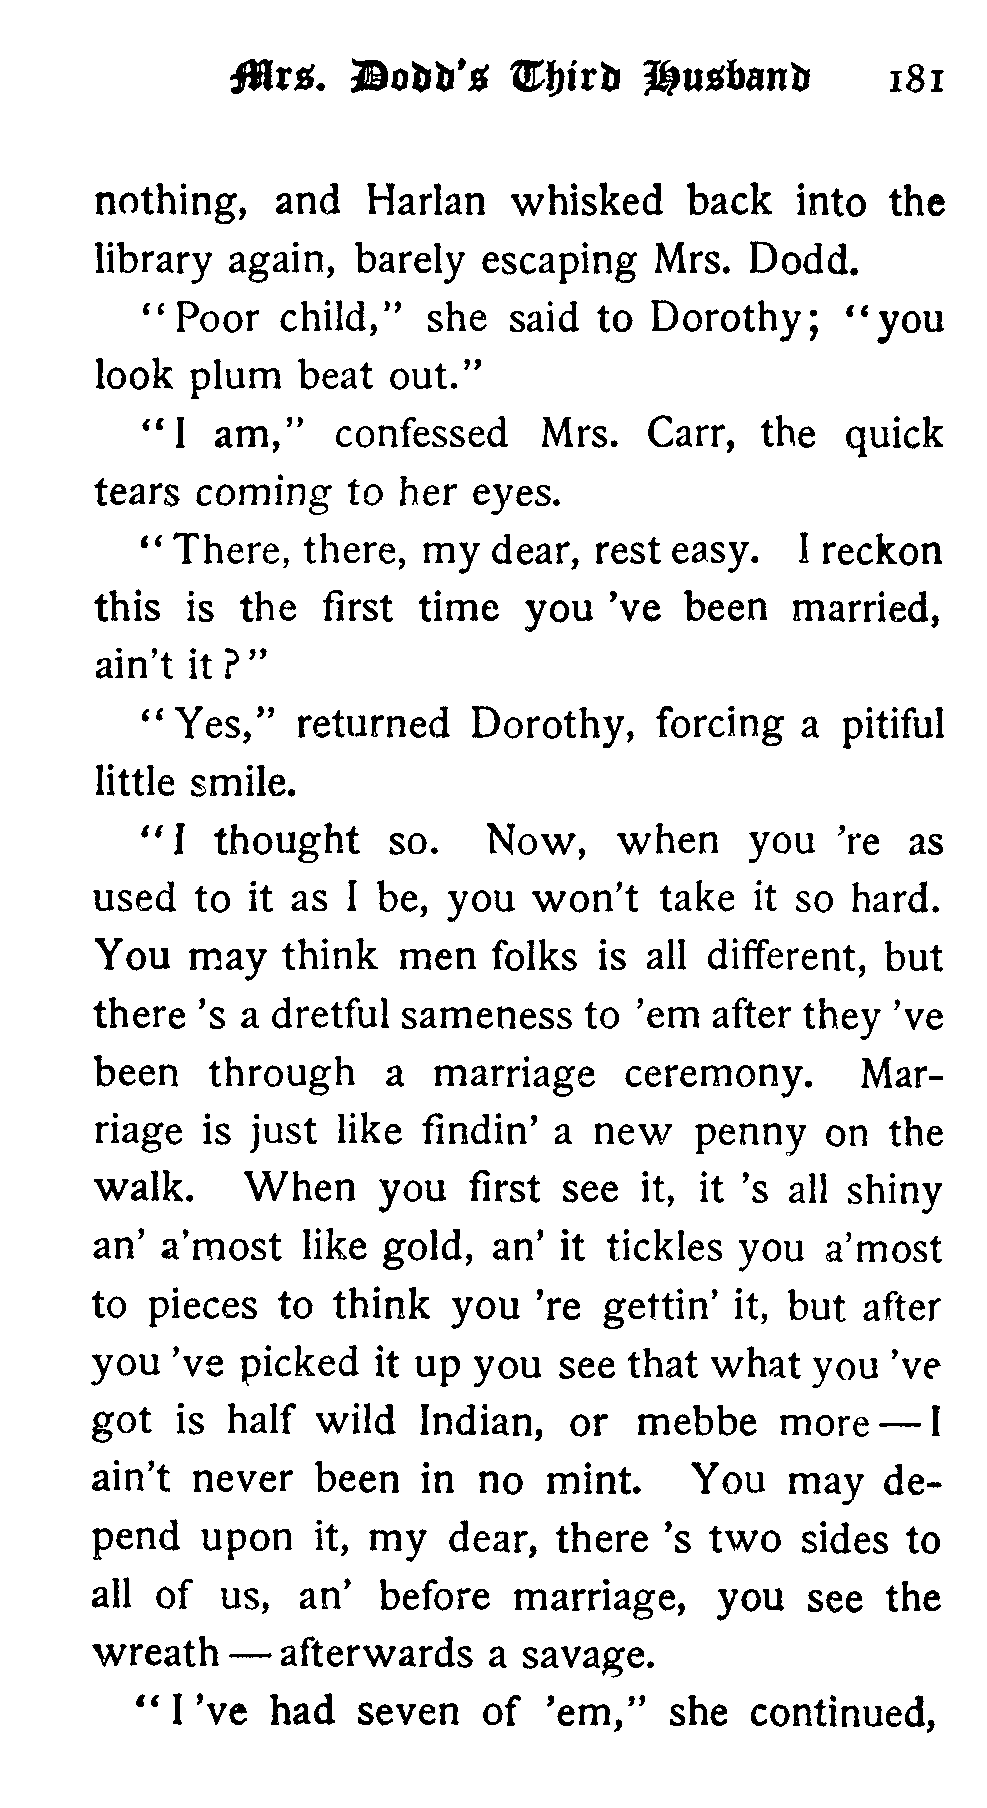 Mrs. Dodd's Third Husband 181
nothing, and Harlan whisked back into the
library again, barely escaping Mrs. Dodd.
"Poor child," she said to Dorothy; "you
look plum beat out."
"I am," confessed Mrs. Carr, the quick
tears coming to her eyes.
"There, there, my dear, rest easy. I reckon
this is the first time you 've been married,
ain't it?"
"Yes," returned Dorothy, forcing a pitiful
little smile.
"I thought so. Now, when you 're as
used to it as I be, you won't take it so hard.
You may think men folks is all different, but
there 's a dretful sameness to 'em after they 've
been through a marriage ceremony. Mar-
riage is just like findin' a new penny on the
walk. When you first see it, it 's all shiny
an' a'most like gold, an' it tickles you a'most
to pieces to think you 're gettin' it, but after
you 've picked it up you see that what you 've
got is half wild Indian, or mebbe more—I
ain't never been in no mint. You may de-
pend upon it, my dear, there 's two sides to
all of us, an' before marriage, you see the
wreath—afterwards a savage.
"I 've had seven of 'em," she continued,